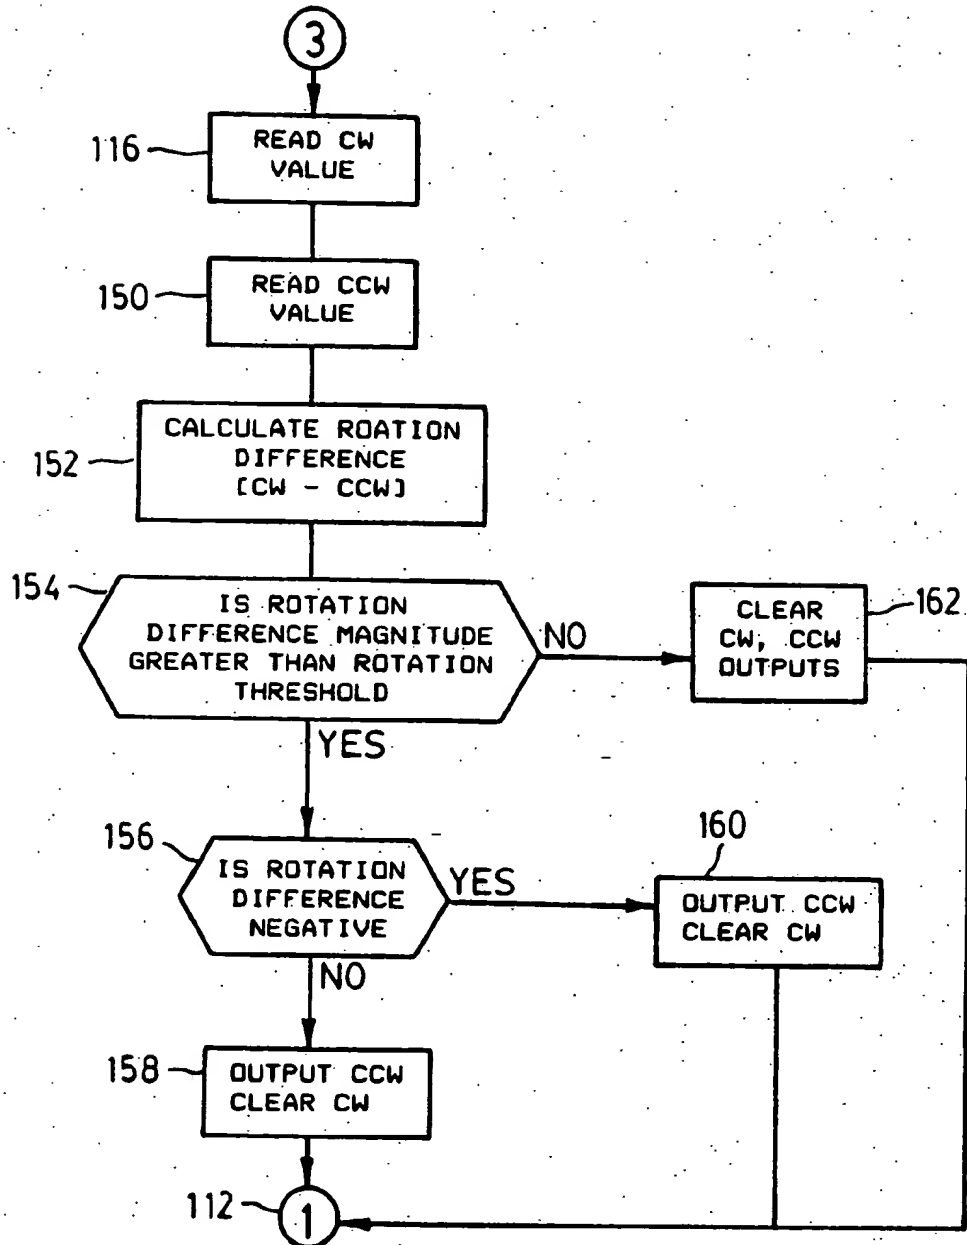 3
116
READ CW
VALUE
150
READ CCW
VALUE
152
CALCULATE ROATION
DIFFERENCE
[CW - CCW]
154
IS ROTATION
DIFFERENCE MAGNITUDE
GREATER THAN ROTATION
THRESHOLD
NO
162
CLEAR
CW, CCW
OUTPUTS
YES
156
IS ROTATION
DIFFERENCE
NEGATIVE
YES
160
OUTPUT CCW
CLEAR CW
NO
158
OUTPUT CCW
CLEAR CW
112
1